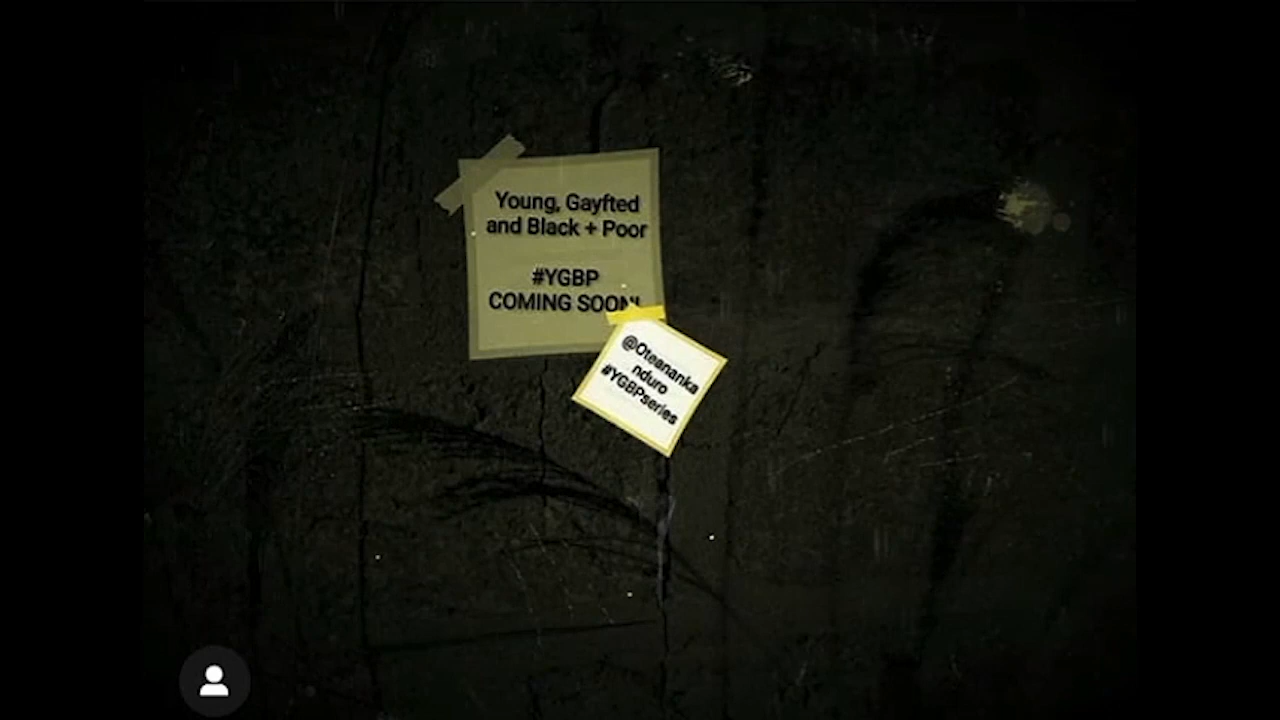 Young, Gayfted
and Black + Poor
#YGBP
COMING SOON!
@Oteananka
nduro
#YGBPseries